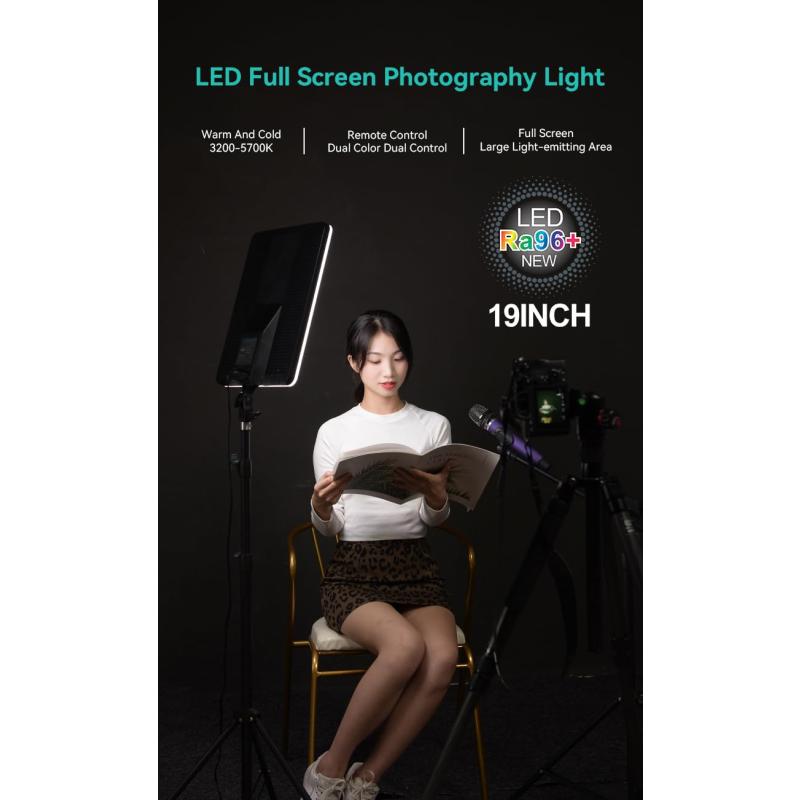 LED Full Screen Photography Light
Warm And Cold
3200-5700K
Remote Control
Dual Color Dual Control
Full Screen
Large Light-emitting Area
LED
Ra96+
NEW
19INCH